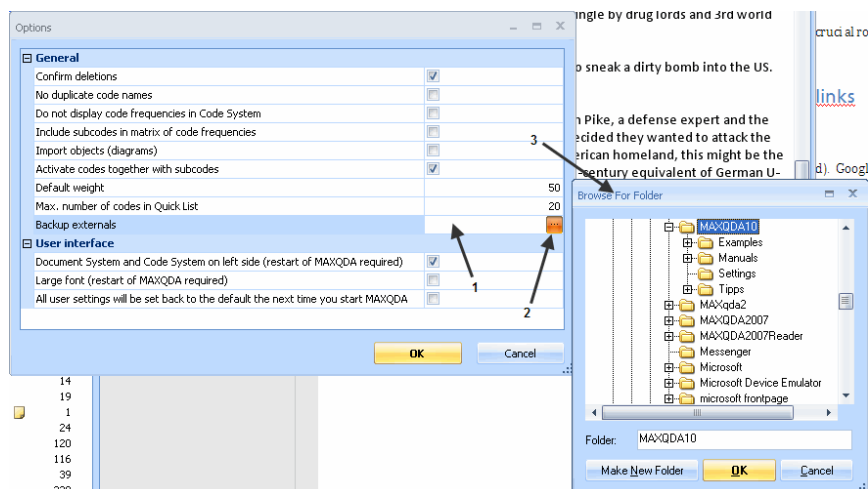 ingle by drug lords and 3rd world
crucial ro
o sneak a dirty bomb into the US.
links
n Pike, a defense expert and the
ecided they wanted to attack the
erican homeland, this might be the
-century equivalent of German U-
d). Googl
Options
General
Confirm deletions
No duplicate code names
Do not display code frequencies in Code System
Include subcodes in matrix of code frequencies
Import objects (diagrams)
Activate codes together with subcodes
Default weight 50
Max. number of codes in Quick List 20
Backup externals ...
User interface
Document System and Code System on left side (restart of MAXQDA required)
Large font (restart of MAXQDA required)
All user settings will be set back to the default the next time you start MAXQDA
OK Cancel
1
2
3
Browse For Folder
MAXQDA10
Examples
Manuals
Settings
Tipps
MAXqda2
MAXQDA2007
MAXQDA2007Reader
Messenger
Microsoft
Microsoft Device Emulator
microsoft frontpage
Folder: MAXQDA10
Make New Folder OK Cancel
14
19
1
24
120
116
39